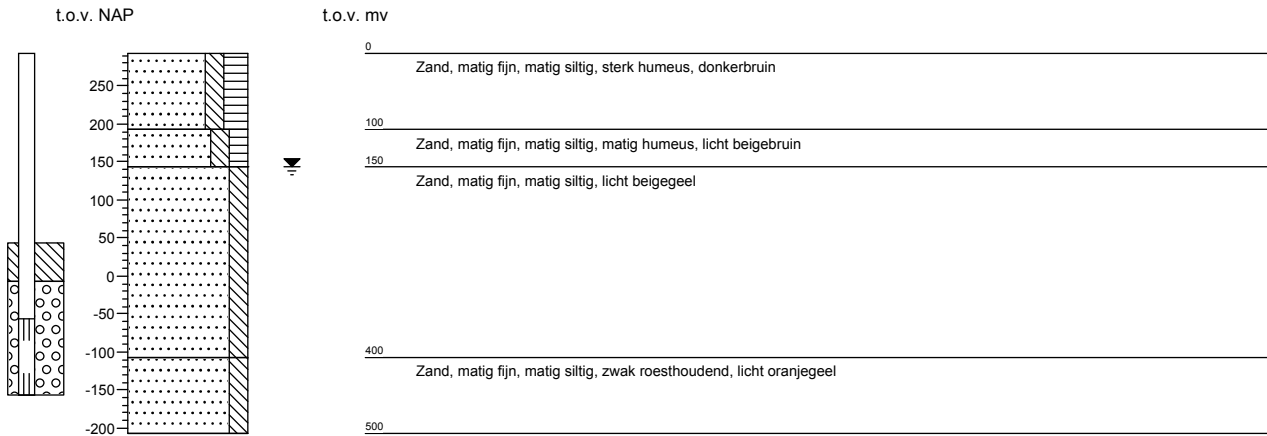 t.o.v. NAP
t.o.v. mv
0
Zand, matig fijn, matig siltig, sterk humeus, donkerbruin
250
200
100
Zand, matig fijn, matig siltig, matig humeus, licht beigebruin
150
150
Zand, matig fijn, matig siltig, licht beigegeel
100
50
0
-50
-100
400
Zand, matig fijn, matig siltig, zwak roesthoudend, licht oranjegeel
-150
-200
500